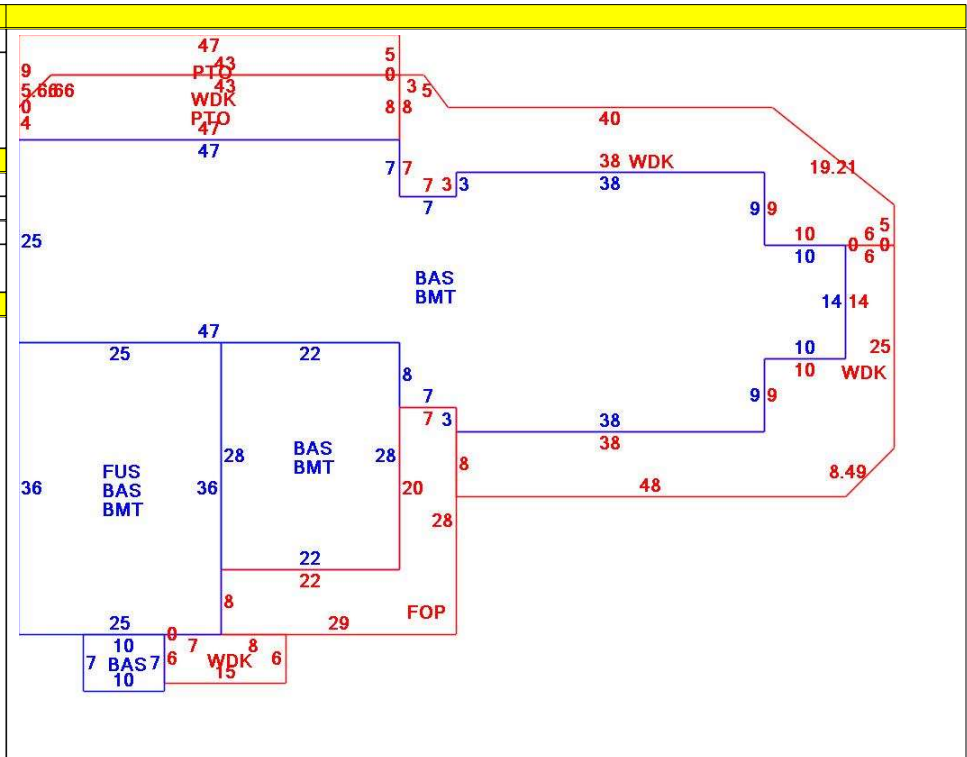 47
5
9 43
PTO 0
5.66 5.66 43 3 5
0 WDK 8 8
4 PTO 40
47
47
7 7 38 WDK 19.21
7 3 3 38
7
9 9
25 10 6 5
0 0
10 6
BAS
BMT 14 14
47
25 22 10 25
8 10 WDK
7 9 9
7 3 38
38
BAS
BMT 28 28 8
FUS 8.49
36 BAS 36 20 48
BMT
28
22
22
8
FOP
25 0 29
10 7 8
7 BAS 7 6 WDK 6
10 15